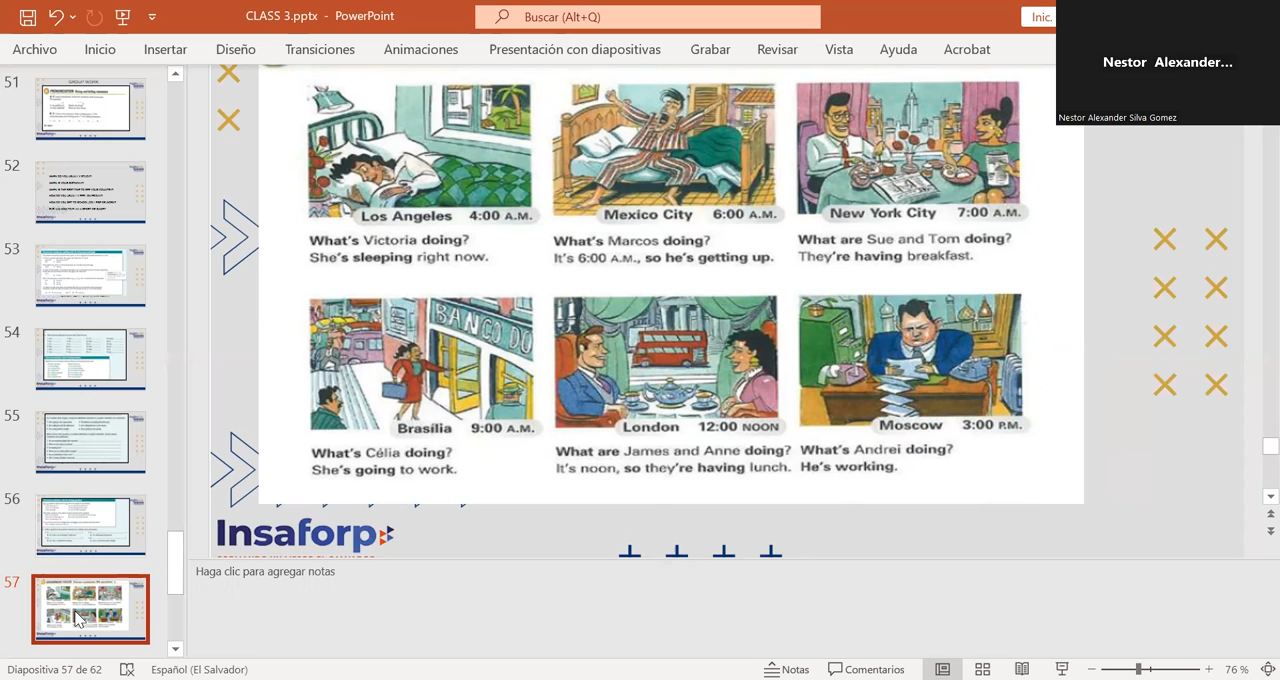 CLASS 3.pptx - PowerPoint
Buscar (Alt+Q)
Inic.
Archivo Inicio Insertar Diseño Transiciones Animaciones Presentación con diapositivas Grabar Revisar Vista Ayuda Acrobat
Nestor Alexander...
Nestor Alexander Silva Gomez
51
52
53
54
55
56
57
Los Angeles 4:00 A.M.
What's Victoria doing?
She's sleeping right now.
Mexico City 6:00 A.M.
What's Marcos doing?
It's 6:00 A.M., so he's getting up.
New York City 7:00 A.M.
What are Sue and Tom doing?
They're having breakfast.
BANCO DO
Brasília 9:00 A.M.
What's Célia doing?
She's going to work.
London 12:00 NOON
What are James and Anne doing?
It's noon, so they're having lunch.
Moscow 3:00 P.M.
What's Andrei doing?
He's working.
Insaforp
Haga clic para agregar notas
Diapositiva 57 de 62 Español (El Salvador) Notas Comentarios 76 %